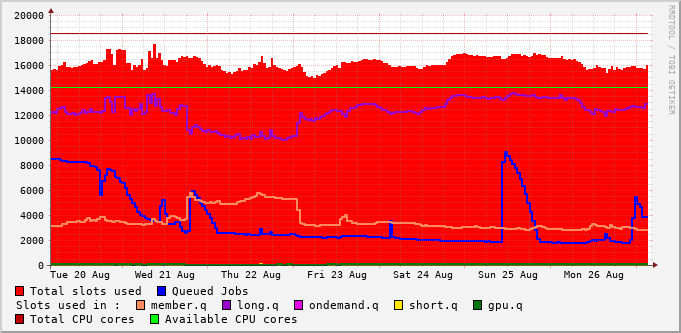 20000
18000
16000
14000
12000
10000
8000
6000
4000
2000
0
Tue 20 Aug Wed 21 Aug Thu 22 Aug Fri 23 Aug Sat 24 Aug Sun 25 Aug Mon 26 Aug
Total slots used Queued Jobs
Slots used in : member.q long.q ondemand.q short.q gpu.q
Total CPU cores Available CPU cores
RRDTOOL / TOBI OETIKER